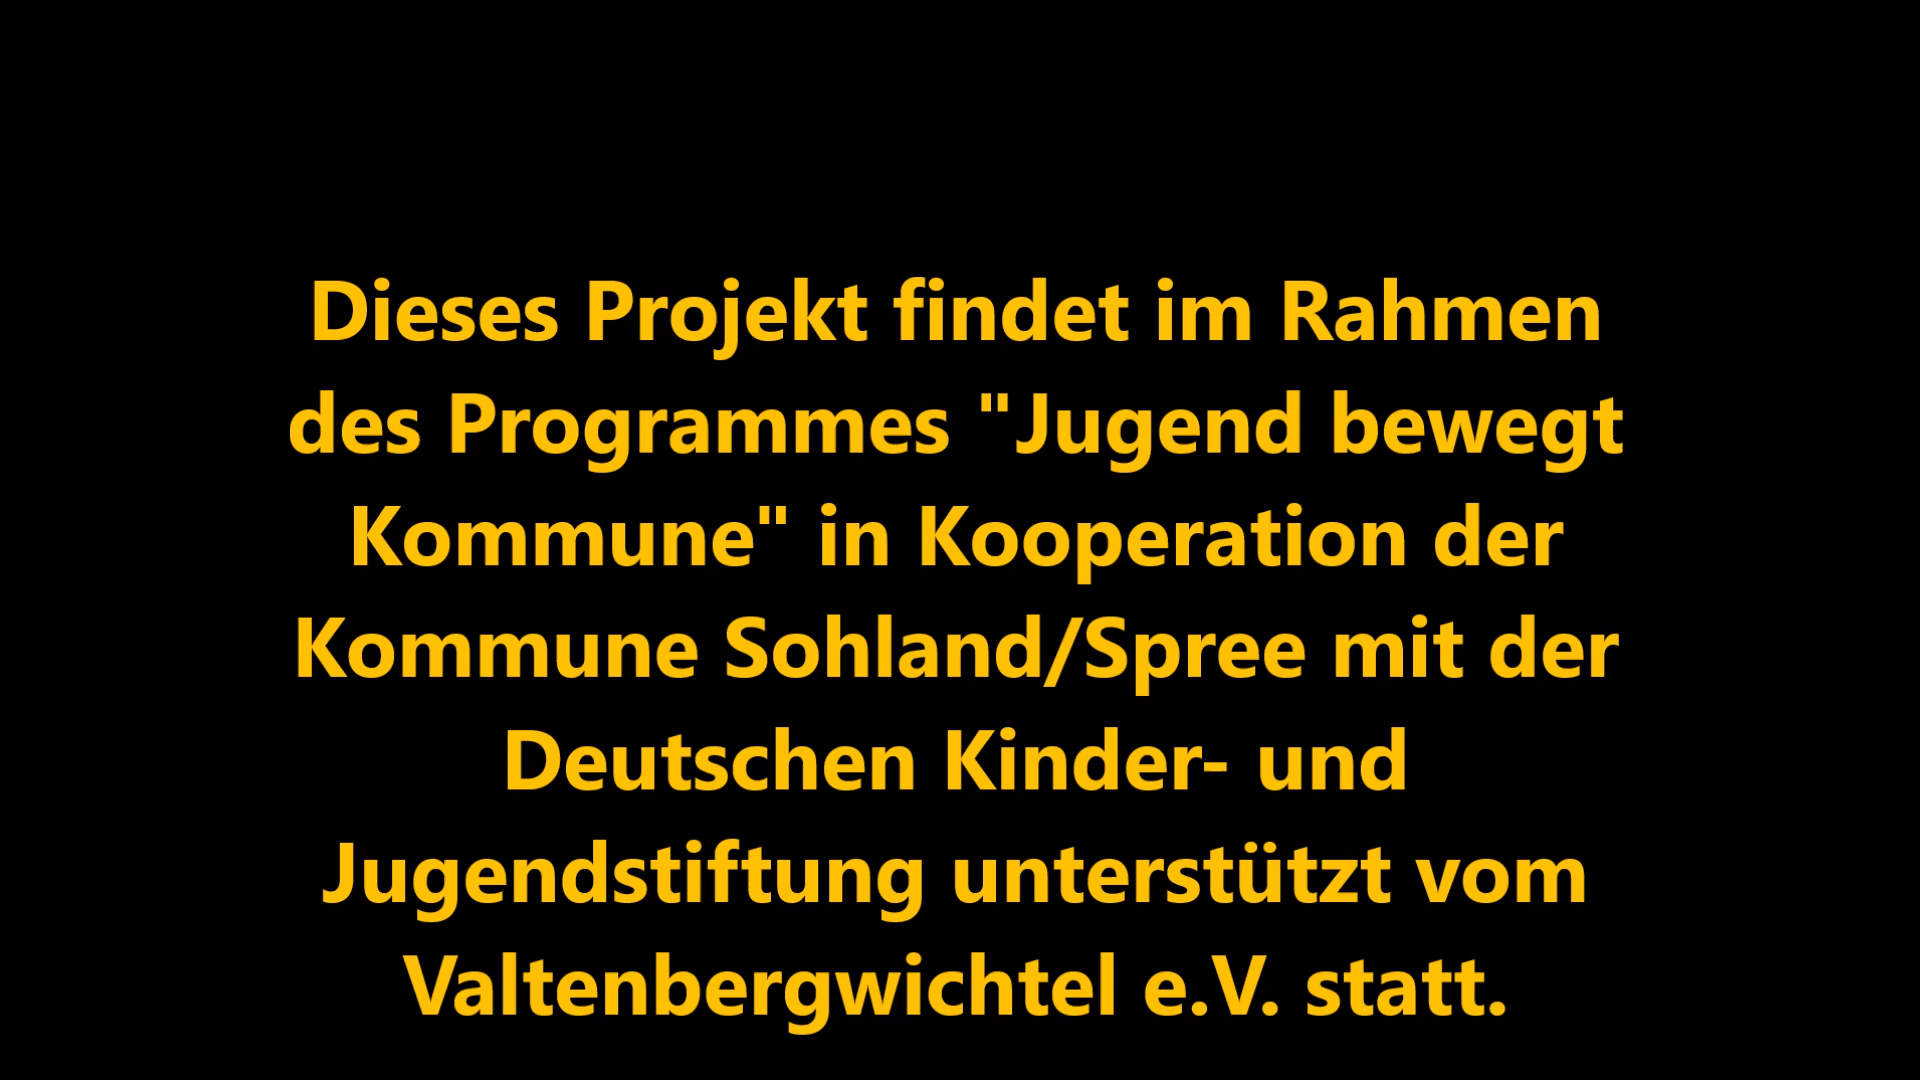 Dieses Projekt findet im Rahmen
des Programmes "Jugend bewegt
Kommune" in Kooperation der
Kommune Sohland/Spree mit der
Deutschen Kinder- und
Jugendstiftung unterstützt vom
Valtenbergwichtel e.V. statt.